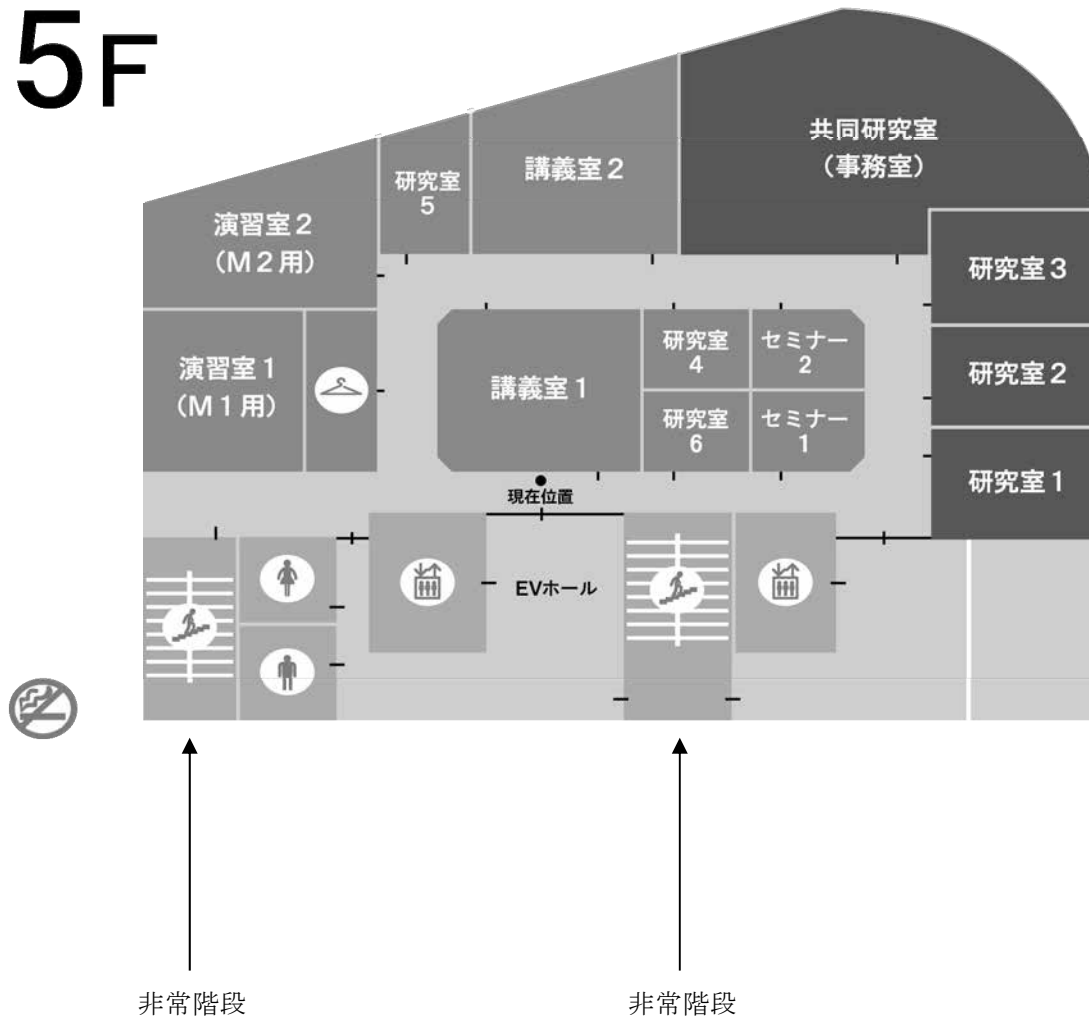 5F
共同研究室
（事務室）
講義室２
研究室
5
演習室２
（Ｍ２用）
研究室３
演習室１
（Ｍ１用）
講義室１
研究室
4
セミナー
2
研究室２
研究室
6
セミナー
1
研究室１
現在位置
EVホール
非常階段
非常階段